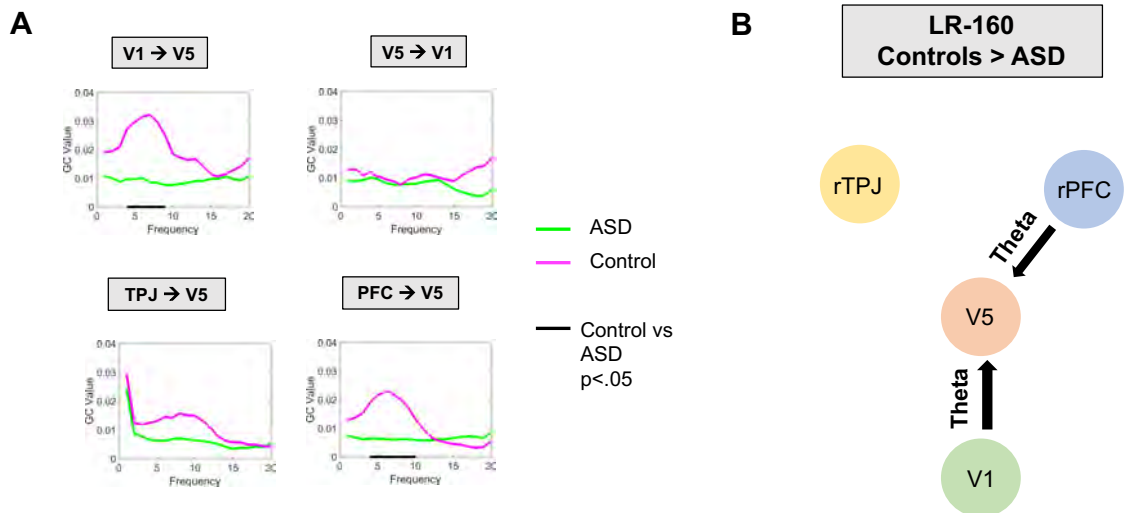 A
V1 → V5
V5 → V1
0.04
0.03
0.02
0.01
0
GC Value
0
5
10
15
20
Frequency
0.04
0.03
0.02
0.01
0
GC Value
0
5
10
15
20
Frequency
TPJ → V5
PFC → V5
0.04
0.03
0.02
0.01
0
GC Value
0
5
10
15
20
Frequency
0.04
0.03
0.02
0.01
0
GC Value
0
5
10
15
20
Frequency
ASD
Control
Control vs
ASD
p<.05
B
LR-160
Controls > ASD
rTPJ
rPFC
Theta
V5
Theta
V1